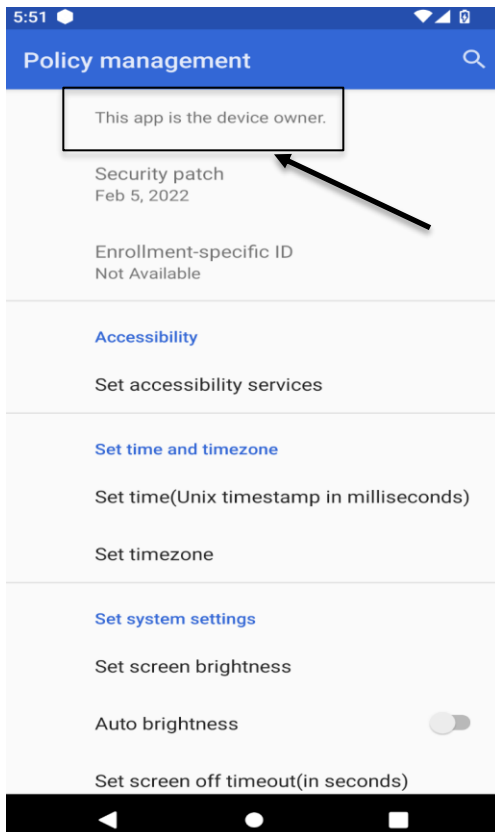 5:51
Policy management
This app is the device owner.
Security patch
Feb 5, 2022
Enrollment-specific ID
Not Available
Accessibility
Set accessibility services
Set time and timezone
Set time(Unix timestamp in milliseconds)
Set timezone
Set system settings
Set screen brightness
Auto brightness
Set screen off timeout(in seconds)